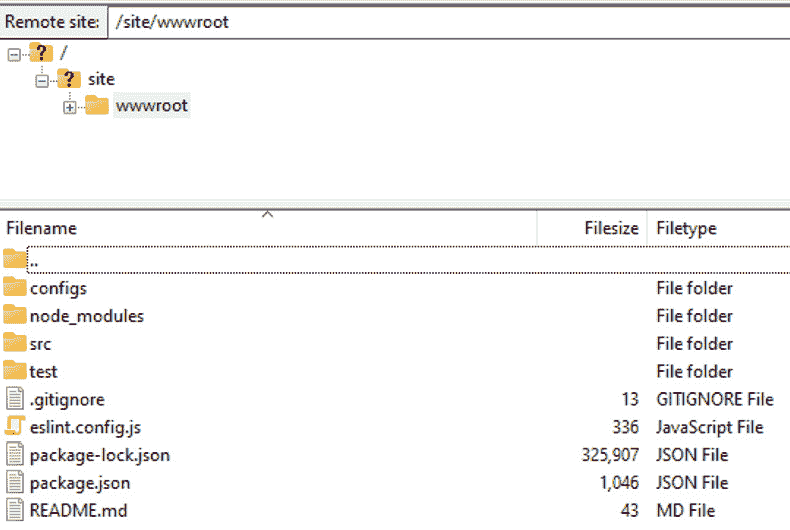 Remote site: /site/wwwroot
/
site
wwwroot
Filename Filesize Filetype
..
configs File folder
node_modules File folder
src File folder
test File folder
.gitignore 13 GITIGNORE File
eslint.config.js 336 JavaScript File
package-lock.json 325,907 JSON File
package.json 1,046 JSON File
README.md 43 MD File